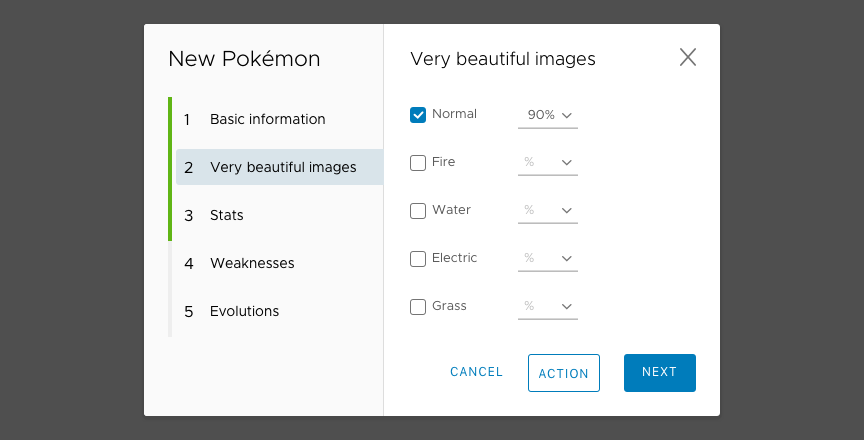 New Pokémon
1 Basic information
2 Very beautiful images
3 Stats
4 Weaknesses
5 Evolutions
Very beautiful images
Normal 90%
Fire %
Water %
Electric %
Grass %
CANCEL ACTION NEXT